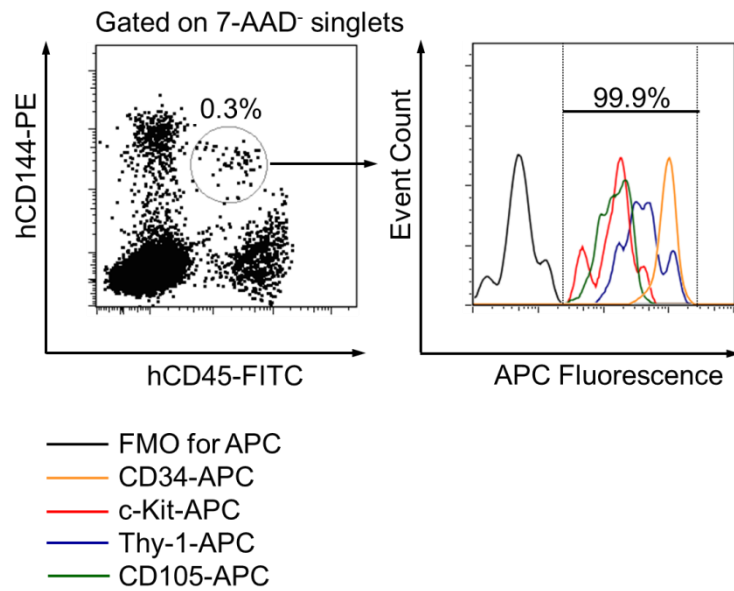 Gated on 7-AAD⁻ singlets
hCD144-PE
0.3%
hCD45-FITC
Event Count
99.9%
APC Fluorescence
FMO for APC
CD34-APC
c-Kit-APC
Thy-1-APC
CD105-APC